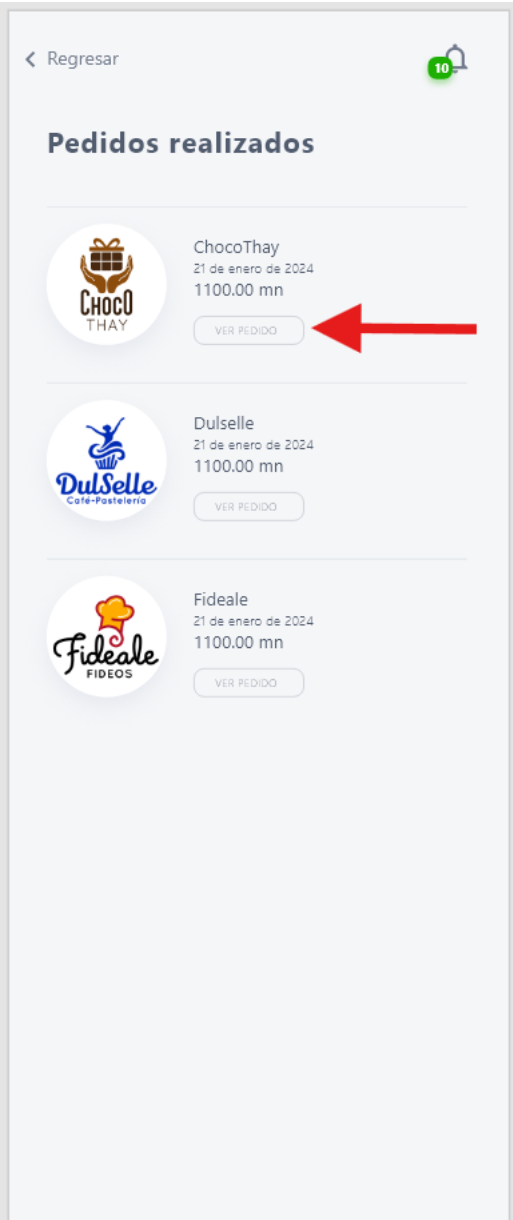 Regresar
10
Pedidos realizados
CHOCO
THAY
ChocoThay
21 de enero de 2024
1100.00 mn
VER PEDIDO
DulSelle
Café-Pastelería
Dulselle
21 de enero de 2024
1100.00 mn
VER PEDIDO
Fideale
FIDEOS
Fideale
21 de enero de 2024
1100.00 mn
VER PEDIDO